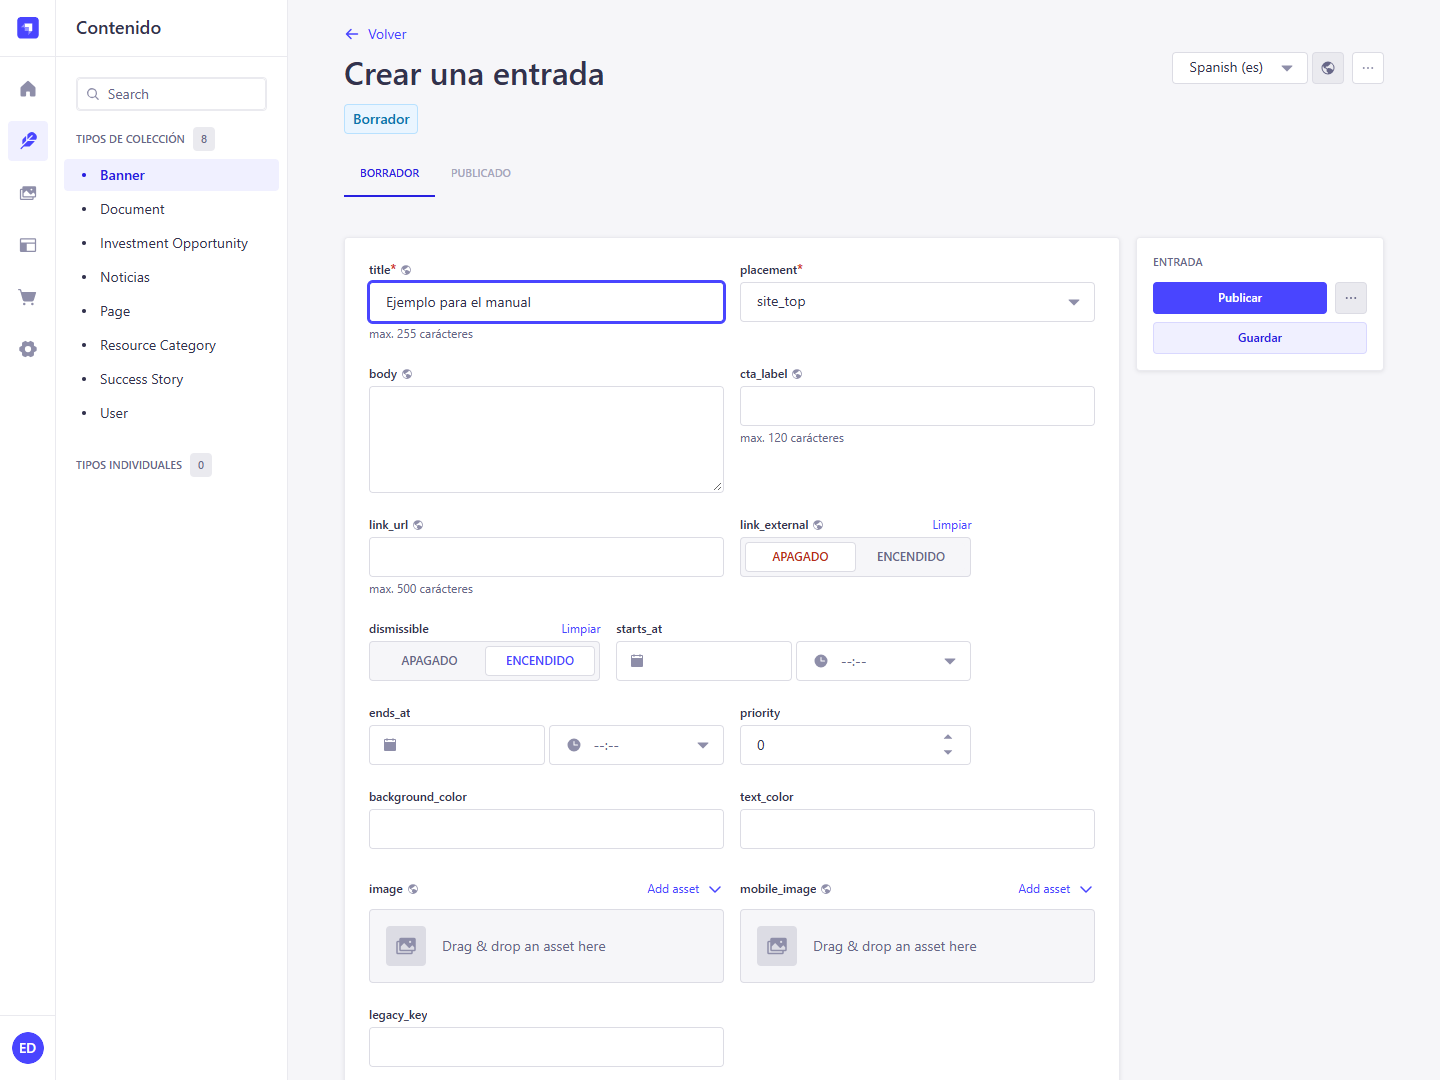 Contenido
Search
TIPOS DE COLECCIÓN 8
Banner
Document
Investment Opportunity
Noticias
Page
Resource Category
Success Story
User
TIPOS INDIVIDUALES 0
ED
Volver
Crear una entrada
Borrador
Spanish (es)
BORRADOR PUBLICADO
title* placement*
Ejemplo para el manual site_top
max. 255 carácteres
body cta_label
max. 120 carácteres
link_url link_external Limpiar
APAGADO ENCENDIDO
max. 500 carácteres
dismissible Limpiar starts_at
APAGADO ENCENDIDO --:--
ends_at priority
--:-- 0
background_color text_color
image Add asset mobile_image Add asset
Drag & drop an asset here Drag & drop an asset here
legacy_key
ENTRADA
Publicar
Guardar